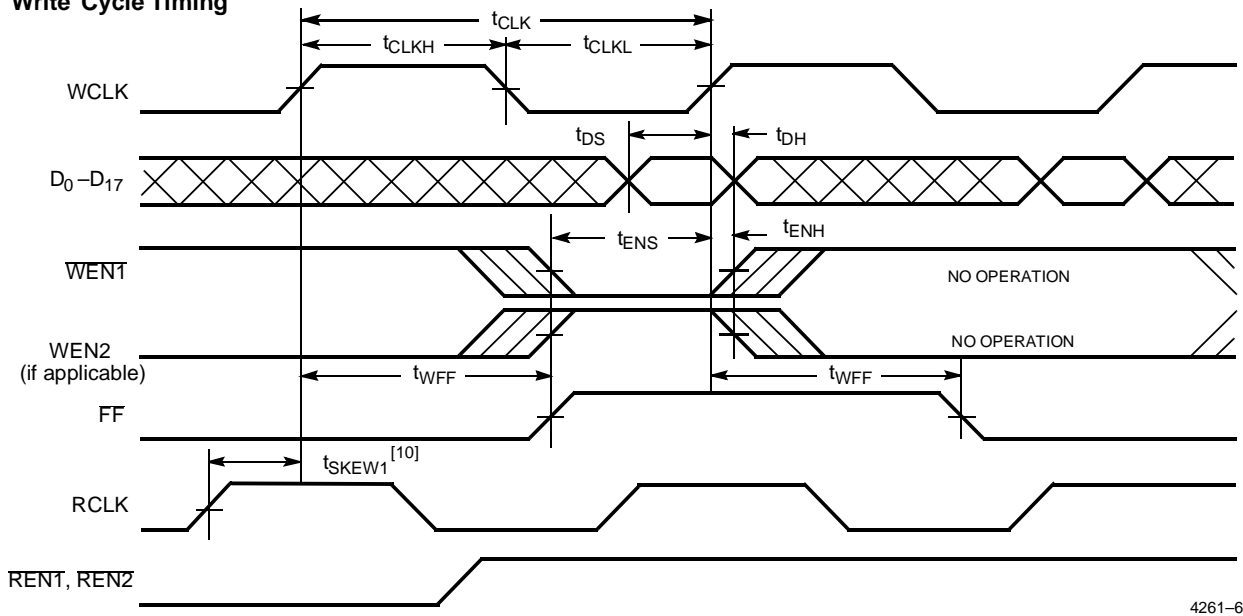 Write Cycle Timing
tCLK
tCLKH
tCLKL
WCLK
tDS
tDH
D0–D17
tENS
tENH
WEN1
NO OPERATION
WEN2
(if applicable)
NO OPERATION
tWFF
tWFF
FF
tSKEW1[10]
RCLK
REN1, REN2
4261–6